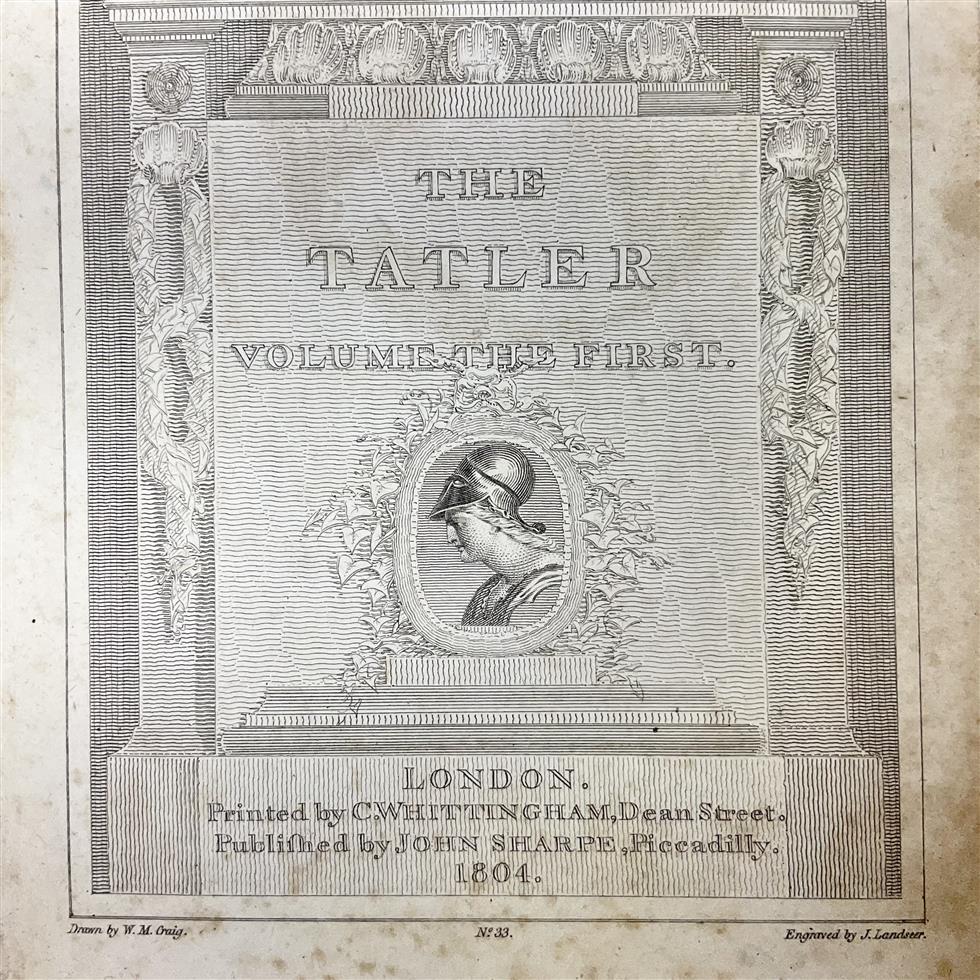 THE
TATLER
VOLUME THE FIRST.
LONDON.
Printed by C. WHITTINGHAM, Dean Street.
Publiſhed by JOHN SHARPE, Piccadilly.
1804.
Drawn by W. M. Craig. Nº 33. Engraved by J. Landseer.